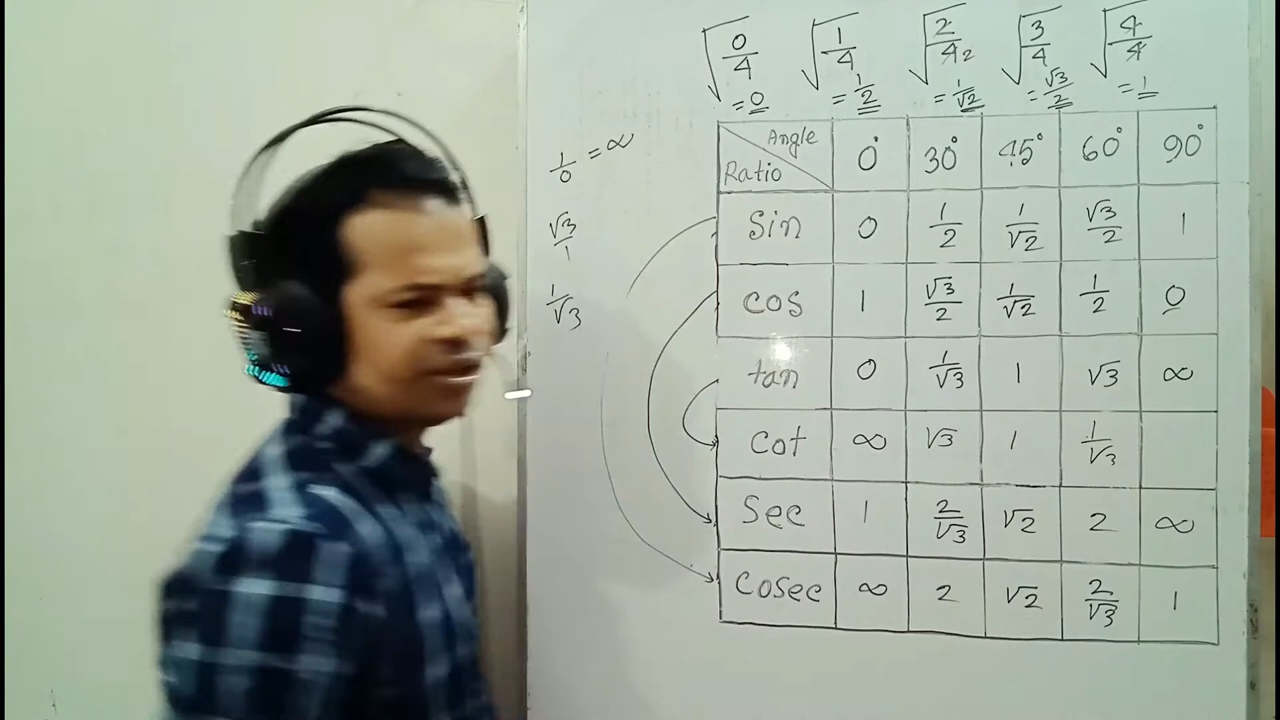 √(0/4) √(1/4) √(2/4) 2 √(3/4) √(4/4)
=0 =1/2 =1/√2 =√3/2 =1
1/0 = ∞
√3/1
1/√3
Angle
Ratio 0° 30° 45° 60° 90°
Sin 0 1/2 1/√2 √3/2 1
Cos 1 √3/2 1/√2 1/2 0
tan 0 1/√3 1 √3 ∞
Cot ∞ √3 1 1/√3
Sec 1 2/√3 √2 2 ∞
Cosec ∞ 2 √2 2/√3 1